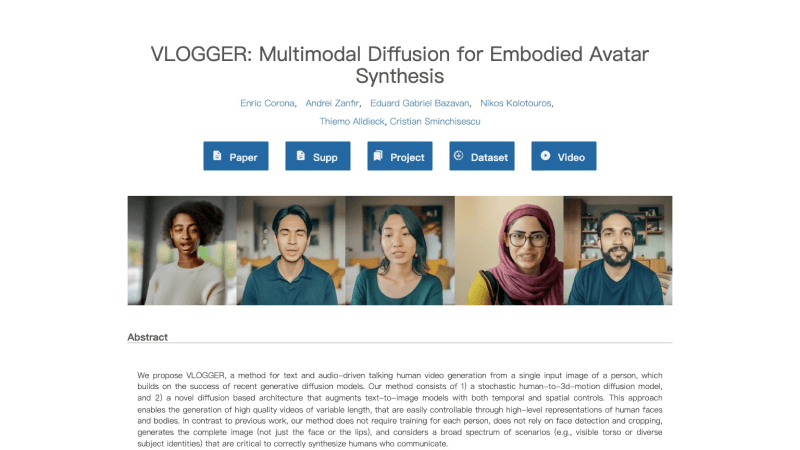 VLOGGER: Multimodal Diffusion for Embodied Avatar
Synthesis
Enric Corona, Andrei Zanfir, Eduard Gabriel Bazavan, Nikos Kolotouros,
Thiemo Alldieck, Cristian Sminchisescu
Paper Supp Project Dataset Video
Abstract
We propose VLOGGER, a method for text and audio-driven talking human video generation from a single input image of a person, which
builds on the success of recent generative diffusion models. Our method consists of 1) a stochastic human-to-3d-motion diffusion model,
and 2) a novel diffusion based architecture that augments text-to-image models with both temporal and spatial controls. This approach
enables the generation of high quality videos of variable length, that are easily controllable through high-level representations of human faces
and bodies. In contrast to previous work, our method does not require training for each person, does not rely on face detection and cropping,
generates the complete image (not just the face or the lips), and considers a broad spectrum of scenarios (e.g., visible torso or diverse
subject identities) that are critical to correctly synthesize humans who communicate.